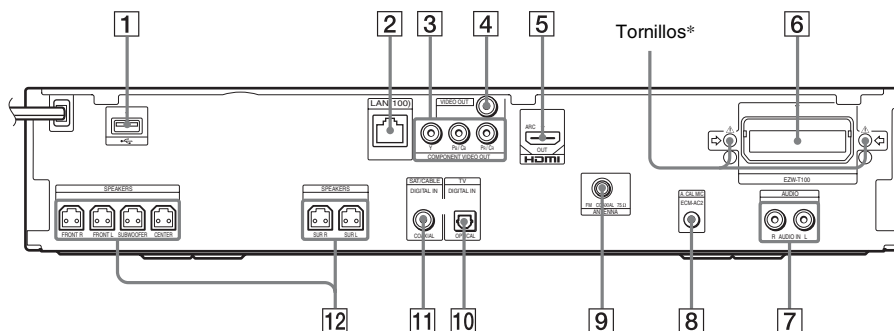 1
2
3
4
5
Tornillos*
6
LAN(100)
VIDEO OUT
Y PB / CB PR / CR
COMPONENT VIDEO OUT
ARC
OUT
HDMI
EZW-T100
SPEAKERS
FRONT R FRONT L SUBWOOFER CENTER
SPEAKERS
SUR R SUR L
SAT/CABLE
DIGITAL IN
COAXIAL
TV
DIGITAL IN
OPTICAL
FM COAXIAL 75Ω
ANTENNA
A. CAL MIC
ECM-AC2
AUDIO
R AUDIO IN L
12
11
10
9
8
7